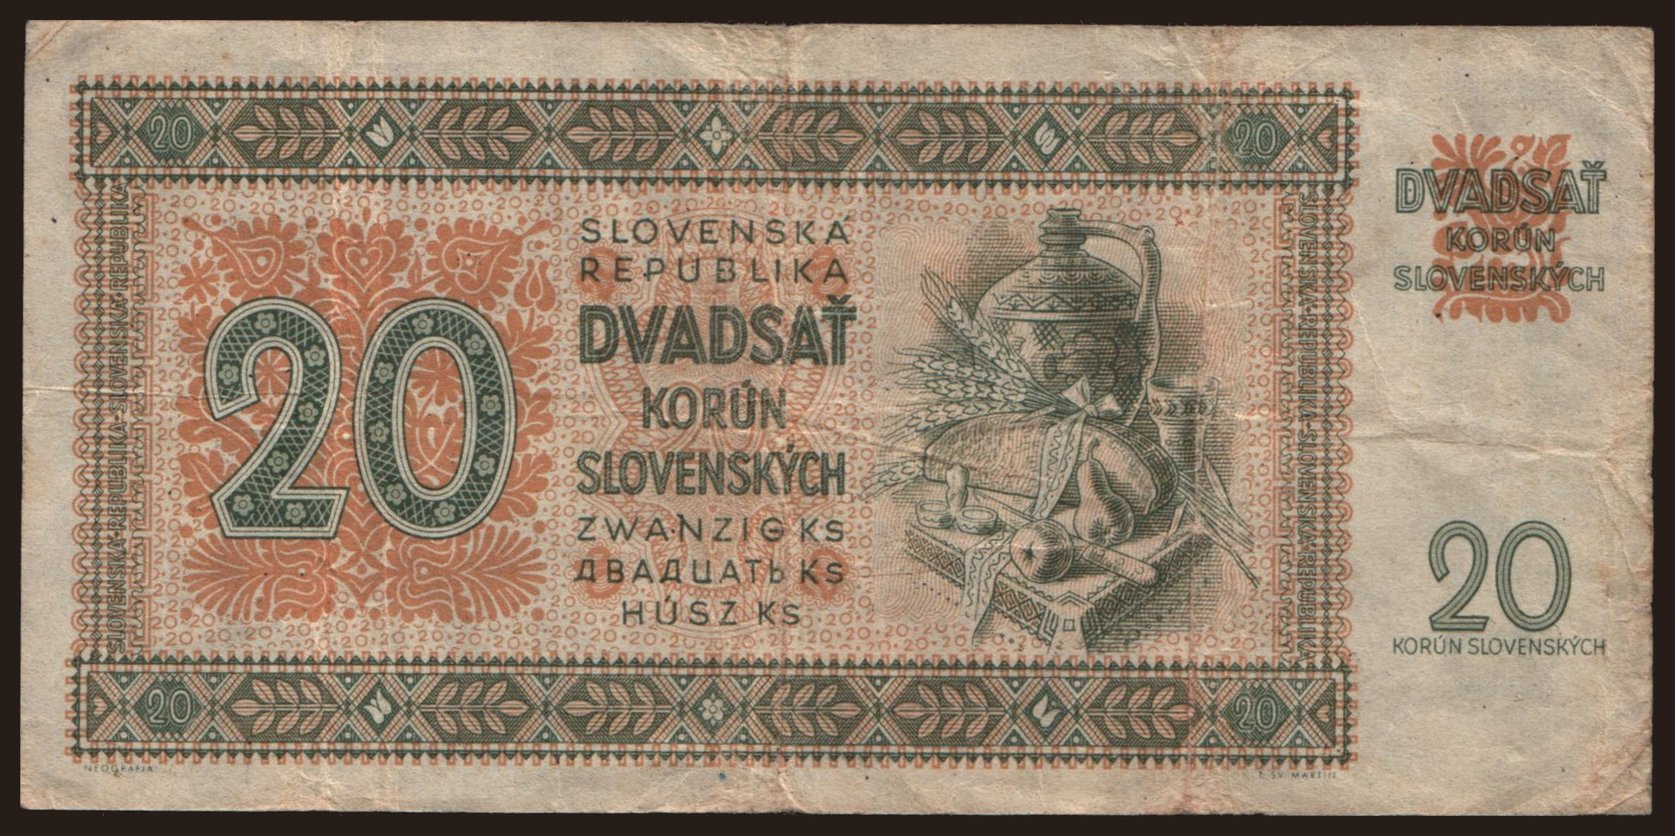 20
20
SLOVENSKÁ
REPUBLIKA
DVADSAŤ
KORÚN
SLOVENSKÝCH
ZWANZIG KS
ДВАДЦАТЬ KS
HÚSZ KS
20
SLOVENSKÁ·REPUBLIKA·SLOVENSKÁ·REPUBLIKA
SLOVENSKÁ·REPUBLIKA·SLOVENSKÁ·REPUBLIKA
DVADSAŤ
KORÚN
SLOVENSKÝCH
20
KORÚN SLOVENSKÝCH
20
20
NEOGRAFIA
T. SV. MARTIN